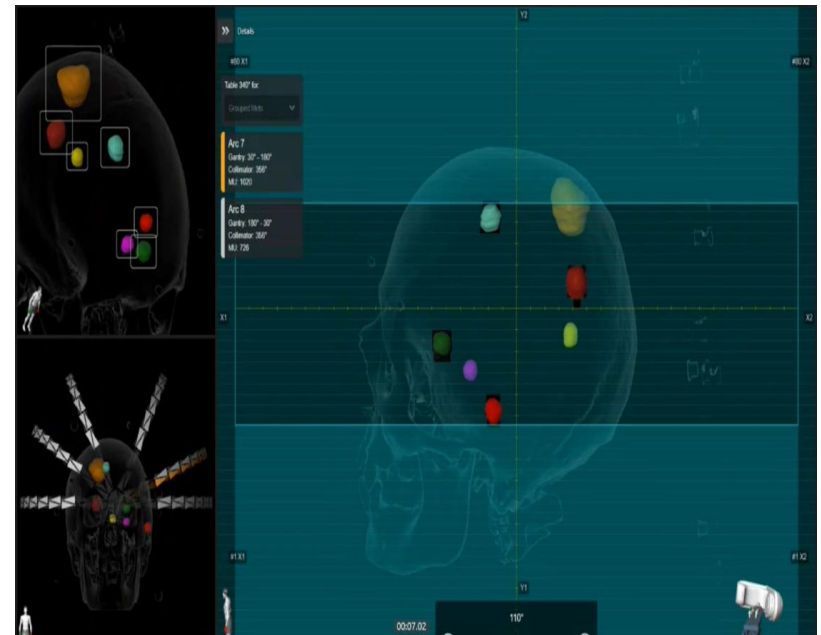 Y2
Details
#60 X1
#60 X2
Table 340° for:
Grouped Mets
Arc 7
Gantry: 30° - 180°
Collimator: 356°
MU: 1020
Arc 8
Gantry: 180° - 30°
Collimator: 356°
MU: 726
X1
X2
#1 X1
#1 X2
Y1
110°
00:07.02